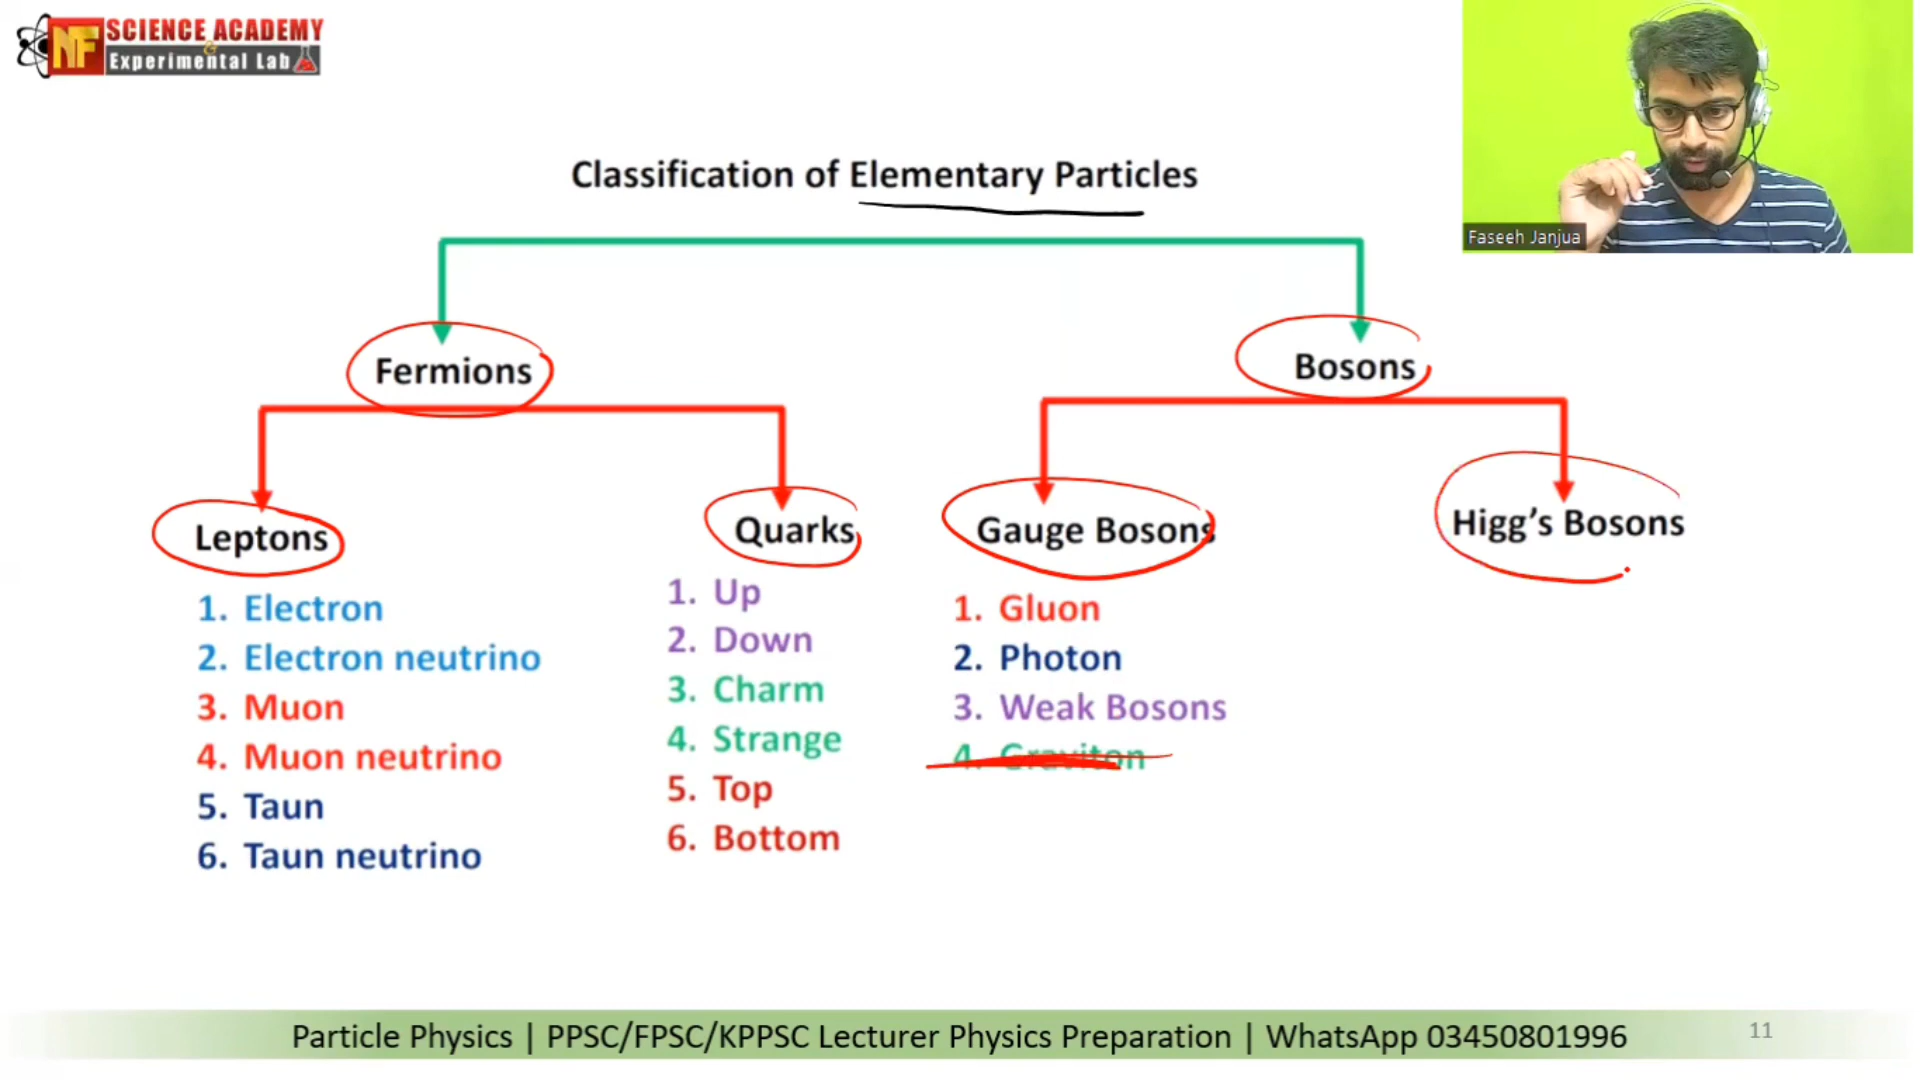 NF SCIENCE ACADEMY
&
Experimental Lab
Faseeh Janjua
Classification of Elementary Particles
Fermions
Bosons
Leptons
Quarks
Gauge Bosons
Higg's Bosons
1. Electron
2. Electron neutrino
3. Muon
4. Muon neutrino
5. Taun
6. Taun neutrino
1. Up
2. Down
3. Charm
4. Strange
5. Top
6. Bottom
1. Gluon
2. Photon
3. Weak Bosons
4. Graviton
Particle Physics | PPSC/FPSC/KPPSC Lecturer Physics Preparation | WhatsApp 03450801996
11